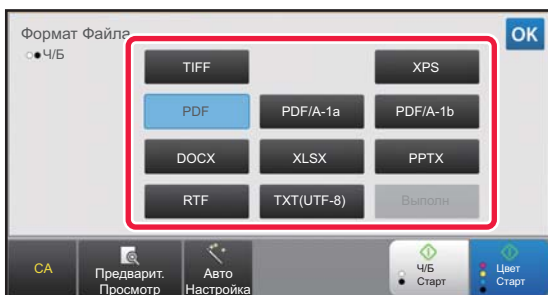 Формат Файла
OK
Ч/Б
TIFF
XPS
PDF
PDF/A-1a
PDF/A-1b
DOCX
XLSX
PPTX
RTF
TXT(UTF-8)
Выполн
CA
Предварит.
Просмотр
Авто
Настройка
Ч/Б
Старт
Цвет
Старт